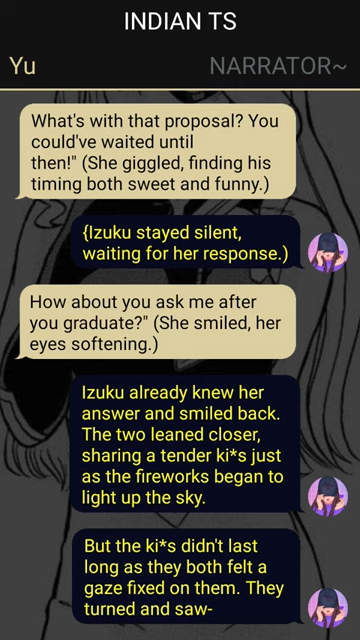 INDIAN TS
Yu
NARRATOR~
What's with that proposal? You
could've waited until
then!" (She giggled, finding his
timing both sweet and funny.)
{Izuku stayed silent,
waiting for her response.)
How about you ask me after
you graduate?" (She smiled, her
eyes softening.)
Izuku already knew her
answer and smiled back.
The two leaned closer,
sharing a tender ki*s just
as the fireworks began to
light up the sky.
But the ki*s didn't last
long as they both felt a
gaze fixed on them. They
turned and saw-